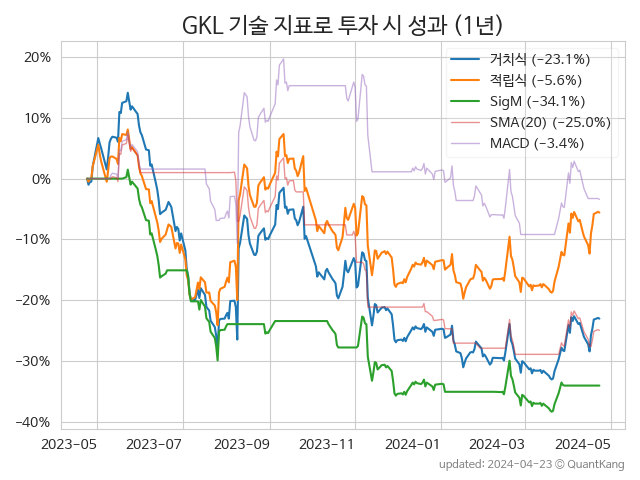 GKL 기술 지표로 투자 시 성과 (1년)
거치식 (−23.1%)
적립식 (−5.6%)
SigM (−34.1%)
SMA(20) (−25.0%)
MACD (−3.4%)
20%
10%
0%
−10%
−20%
−30%
−40%
2023-05 2023-07 2023-09 2023-11 2024-01 2024-03 2024-05
updated: 2024-04-23 ⓒ QuantKang